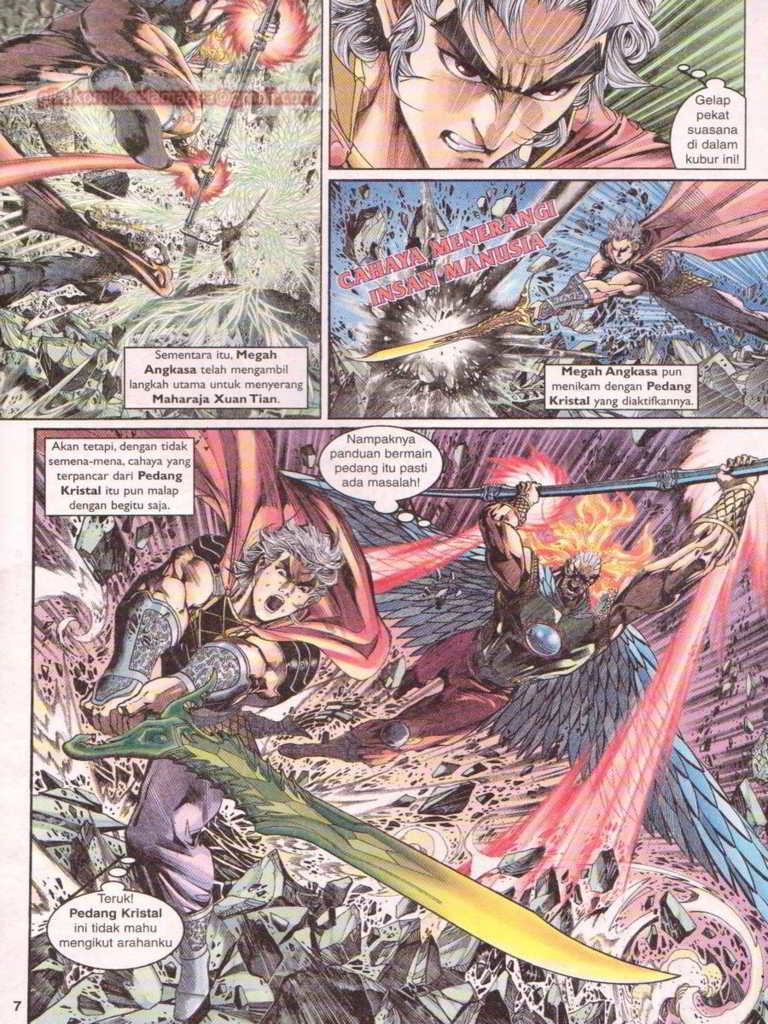 Gelap
pekat
suasana
di dalam
kubur ini!
Sementara itu, Megah
Angkasa telah mengambil
langkah utama untuk menyerang
Maharaja Xuan Tian.
CAHAYA MENERANGI
INSAN MANUSIA
Megah Angkasa pun
menikam dengan Pedang
Kristal yang diaktifkannya.
Akan tetapi, dengan tidak
semena-mena, cahaya yang
terpancar dari Pedang
Kristal itu pun malap
dengan begitu saja.
Nampaknya
panduan bermain
pedang itu pasti
ada masalah!
Teruk!
Pedang Kristal
ini tidak mahu
mengikut arahanku
7